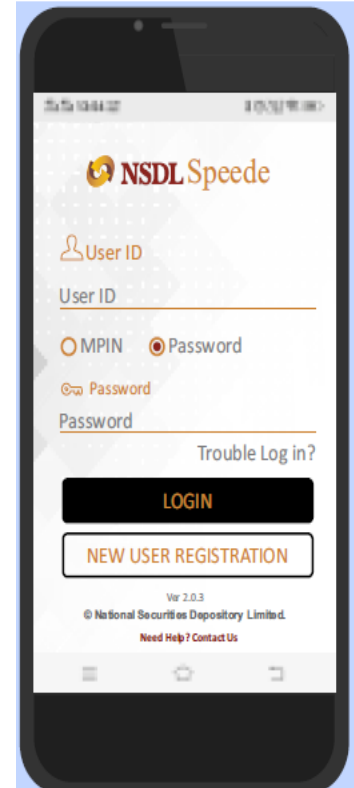 NSDL Speede
User ID
User ID
MPIN Password
Password
Password
Trouble Log in?
LOGIN
NEW USER REGISTRATION
Ver 2.0.3
© National Securities Depository Limited.
Need Help? Contact Us